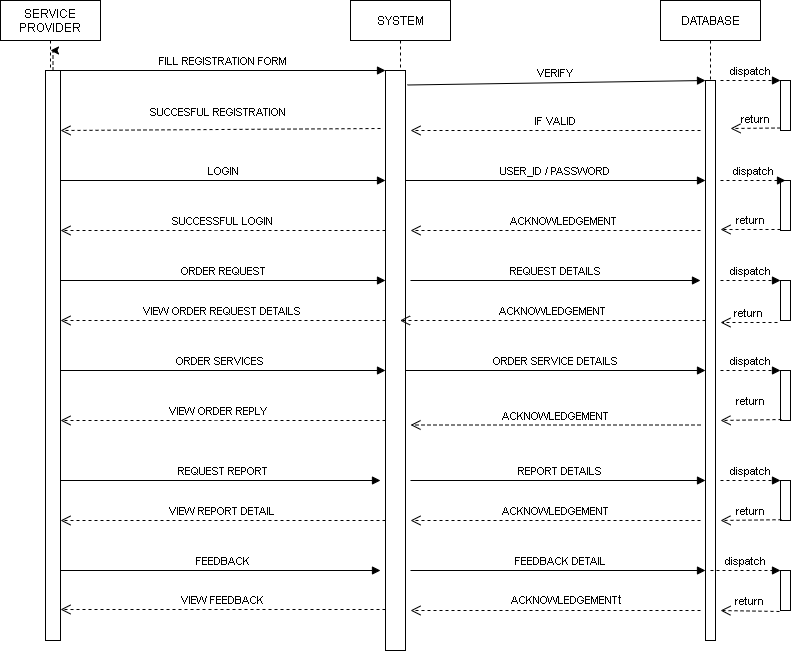 SERVICE
PROVIDER
SYSTEM
DATABASE
FILL REGISTRATION FORM
VERIFY
dispatch
SUCCESFUL REGISTRATION
IF VALID
return
LOGIN
USER_ID / PASSWORD
dispatch
SUCCESSFUL LOGIN
ACKNOWLEDGEMENT
return
ORDER REQUEST
REQUEST DETAILS
dispatch
VIEW ORDER REQUEST DETAILS
ACKNOWLEDGEMENT
return
ORDER SERVICES
ORDER SERVICE DETAILS
dispatch
VIEW ORDER REPLY
ACKNOWLEDGEMENT
return
REQUEST REPORT
REPORT DETAILS
dispatch
VIEW REPORT DETAIL
ACKNOWLEDGEMENT
return
FEEDBACK
FEEDBACK DETAIL
dispatch
VIEW FEEDBACK
ACKNOWLEDGEMENTt
return